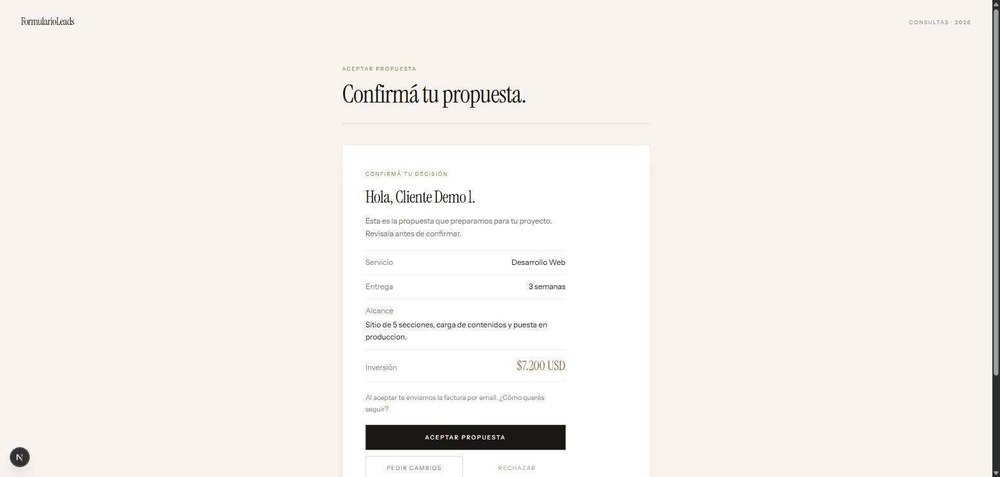 FormularioLeads
CONSULTAS · 2026
ACEPTAR PROPUESTA
Confirmá tu propuesta.
CONFIRMÁ TU DECISIÓN
Hola, Cliente Demo 1.
Esta es la propuesta que preparamos para tu proyecto.
Revisala antes de confirmar.
Servicio Desarrollo Web
Entrega 3 semanas
Alcance
Sitio de 5 secciones, carga de contenidos y puesta en
produccion.
Inversión $7.200 USD
Al aceptar te enviamos la factura por email. ¿Cómo querés
seguir?
ACEPTAR PROPUESTA
PEDIR CAMBIOS RECHAZAR
N